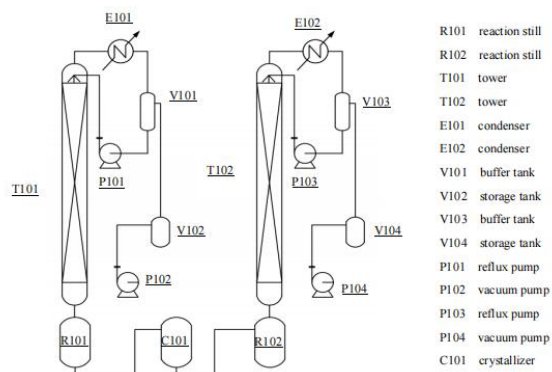 E101
E102
V101
V103
P101
P103
T101
T102
V102
V104
P102
P104
R101
C101
R102
R101 reaction still
R102 reaction still
T101 tower
T102 tower
E101 condenser
E102 condenser
V101 buffer tank
V102 storage tank
V103 buffer tank
V104 storage tank
P101 reflux pump
P102 vacuum pump
P103 reflux pump
P104 vacuum pump
C101 crystallizer